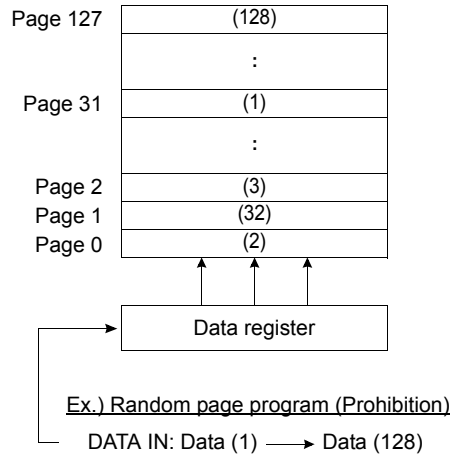 Page 127 (128)
:
Page 31 (1)
:
Page 2 (3)
Page 1 (32)
Page 0 (2)
Data register
Ex.) Random page program (Prohibition)
DATA IN: Data (1) → Data (128)